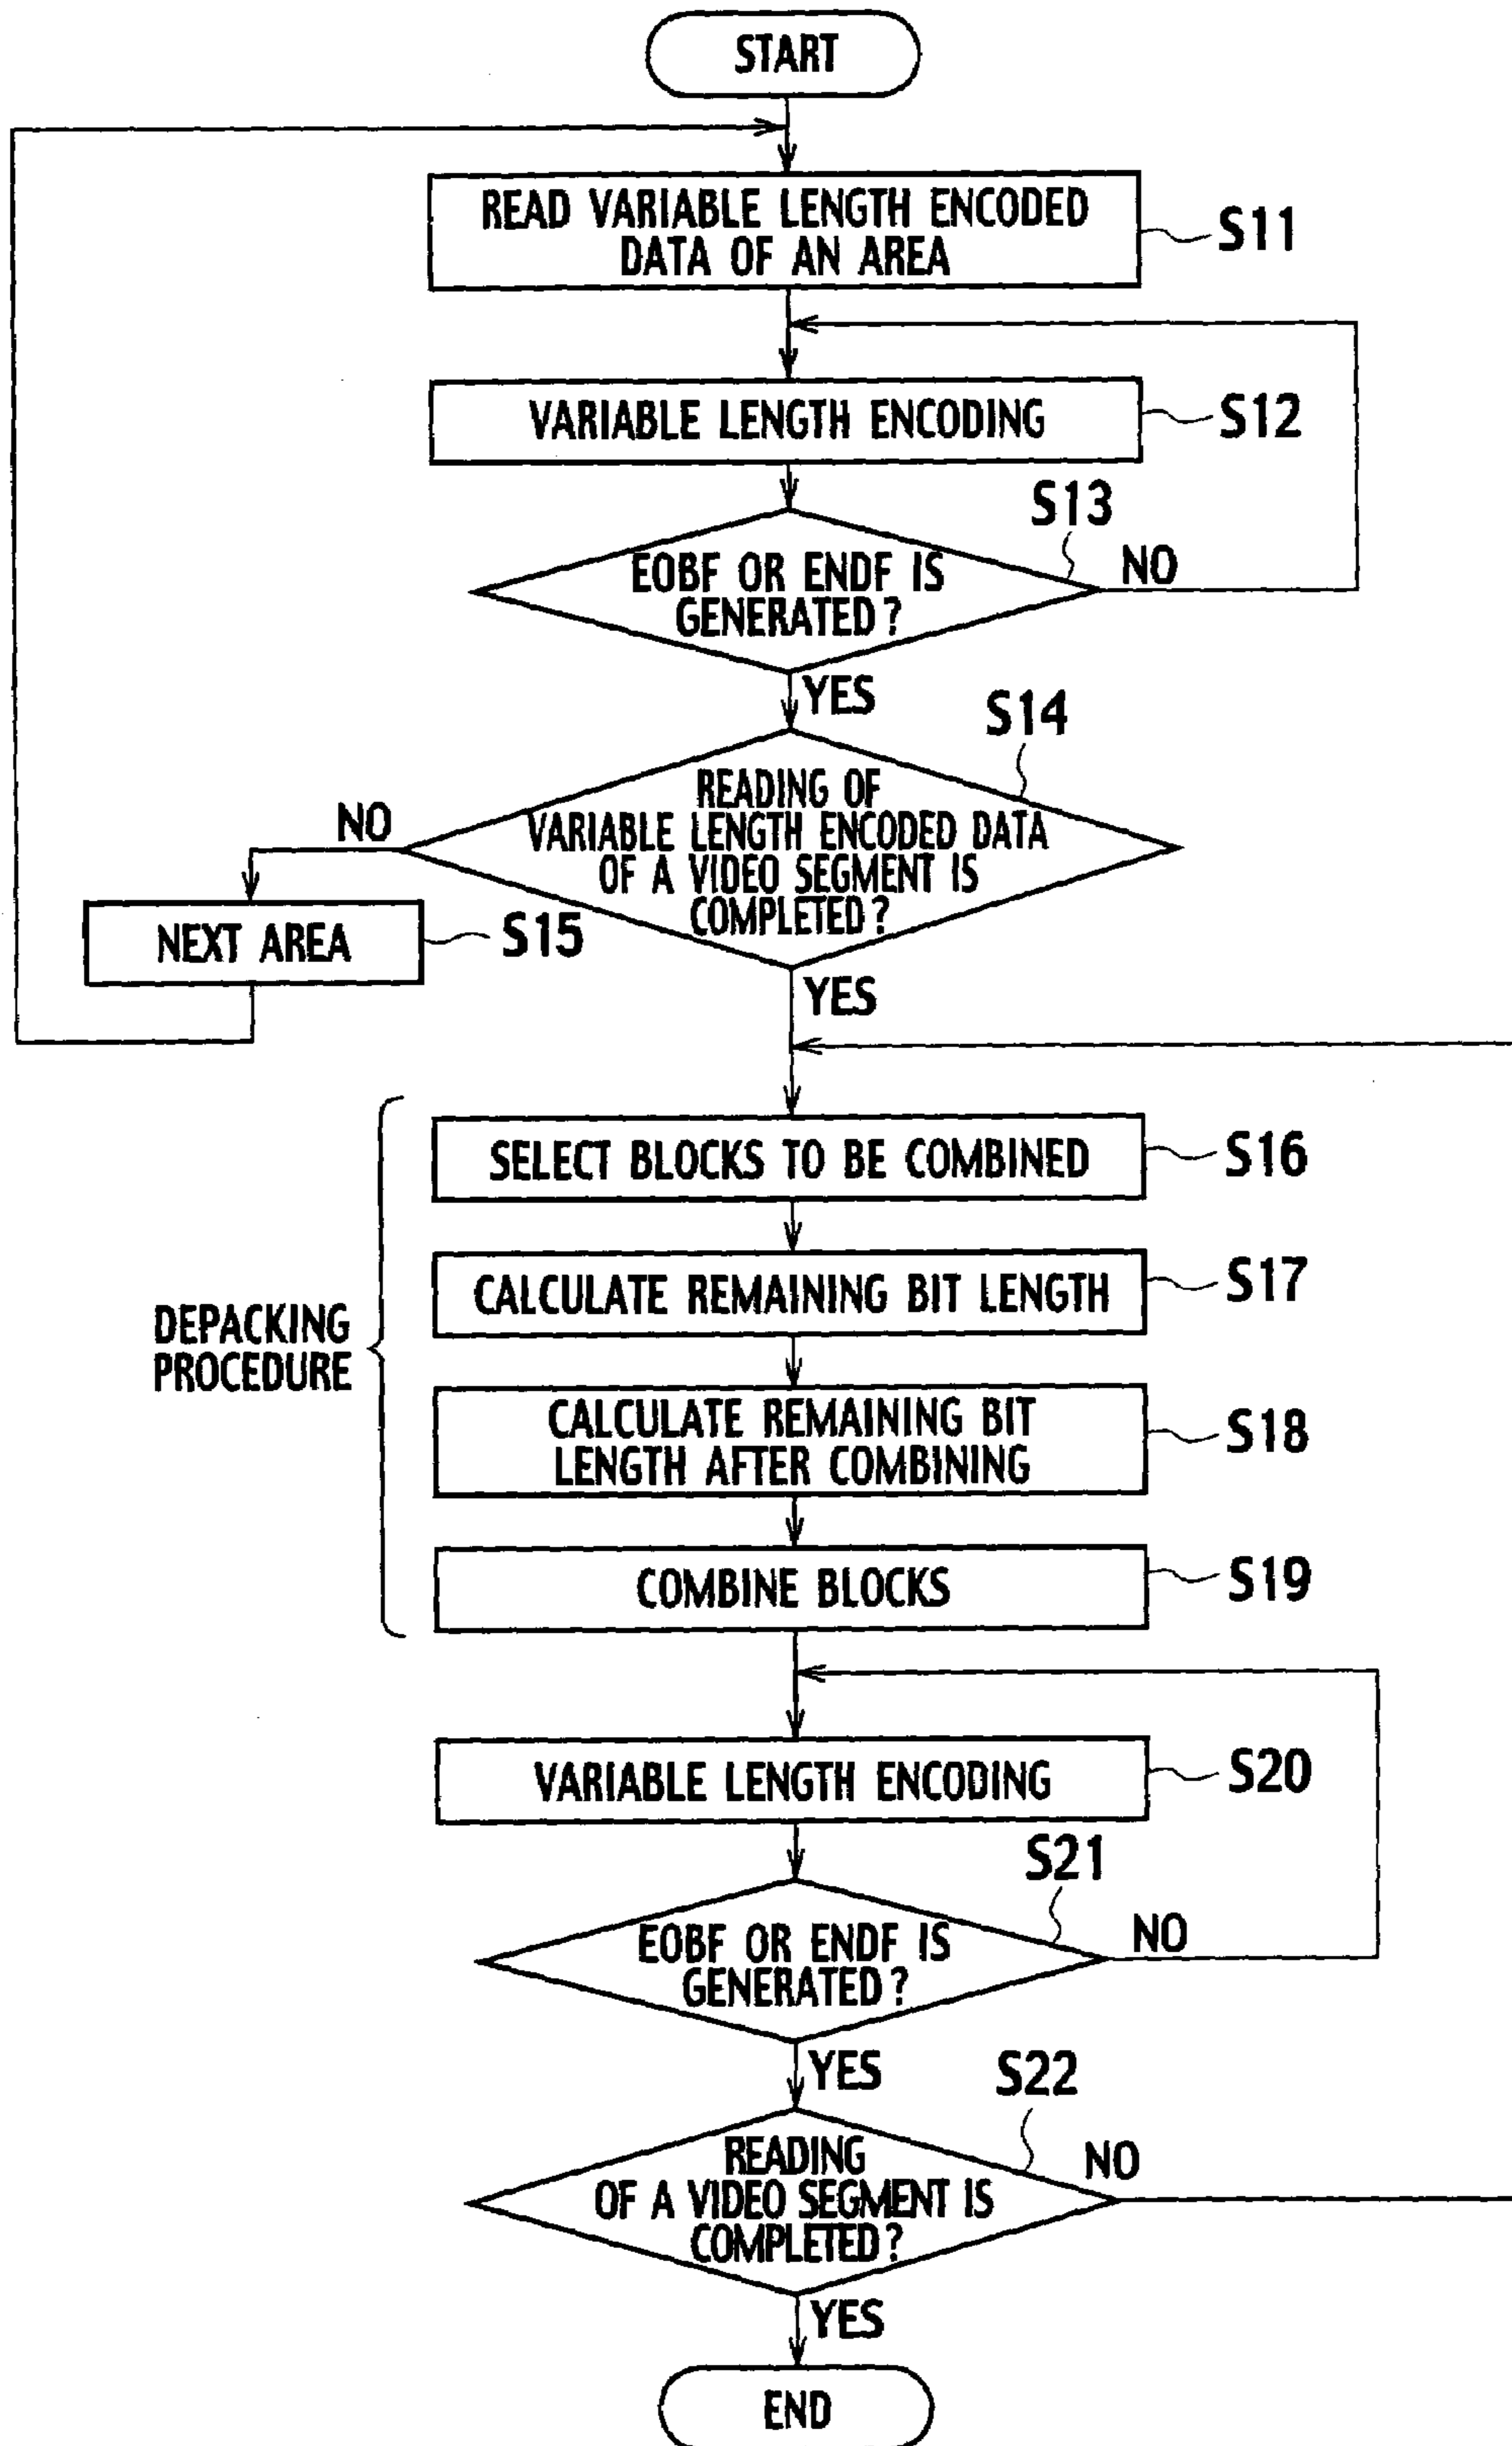 START
READ VARIABLE LENGTH ENCODED
DATA OF AN AREA
S11
VARIABLE LENGTH ENCODING
S12
S13
EOBF OR ENDF IS
GENERATED?
NO
YES
S14
READING OF
VARIABLE LENGTH ENCODED DATA
OF A VIDEO SEGMENT IS
COMPLETED?
NO
NEXT AREA
S15
YES
DEPACKING
PROCEDURE
SELECT BLOCKS TO BE COMBINED
S16
CALCULATE REMAINING BIT LENGTH
S17
CALCULATE REMAINING BIT
LENGTH AFTER COMBINING
S18
COMBINE BLOCKS
S19
VARIABLE LENGTH ENCODING
S20
S21
EOBF OR ENDF IS
GENERATED?
NO
YES
S22
READING
OF A VIDEO SEGMENT IS
COMPLETED?
NO
YES
END